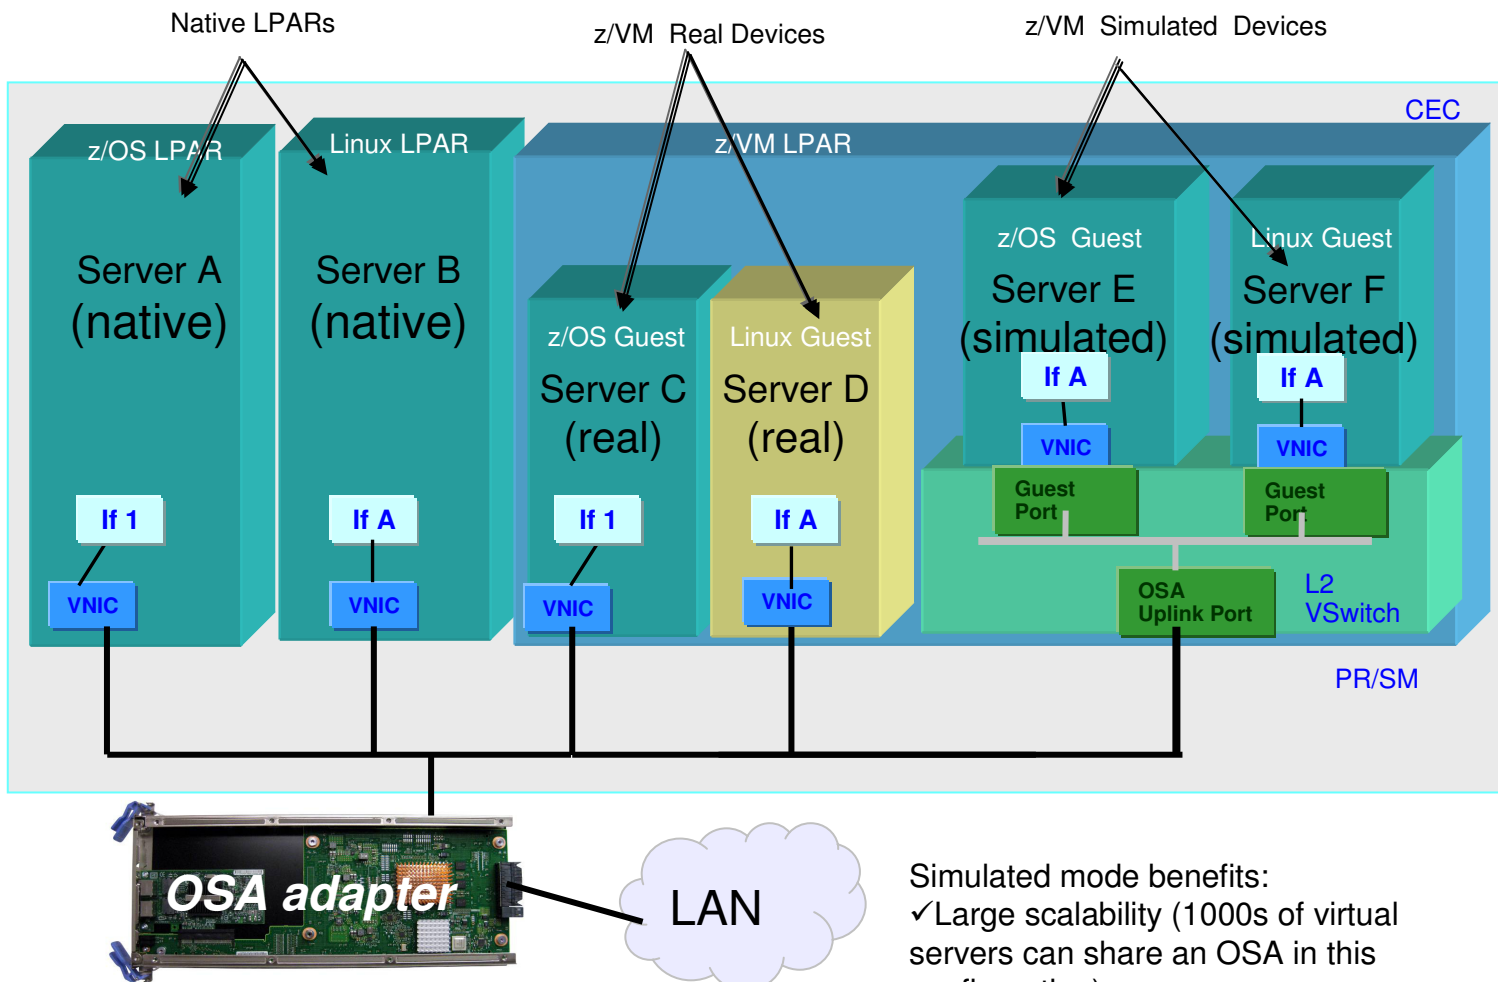 Native LPARs
z/VM Real Devices
z/VM Simulated Devices
CEC
z/OS LPAR
Linux LPAR
z/VM LPAR
Server A
(native)
Server B
(native)
z/OS Guest
Server C
(real)
Linux Guest
Server D
(real)
z/OS Guest
Server E
(simulated)
Linux Guest
Server F
(simulated)
If A
If A
VNIC
VNIC
Guest
Port
Guest
Port
If 1
If A
If 1
If A
VNIC
VNIC
VNIC
VNIC
OSA
Uplink Port
L2
VSwitch
PR/SM
OSA adapter
LAN
Simulated mode benefits:
✓Large scalability (1000s of virtual
servers can share an OSA in this